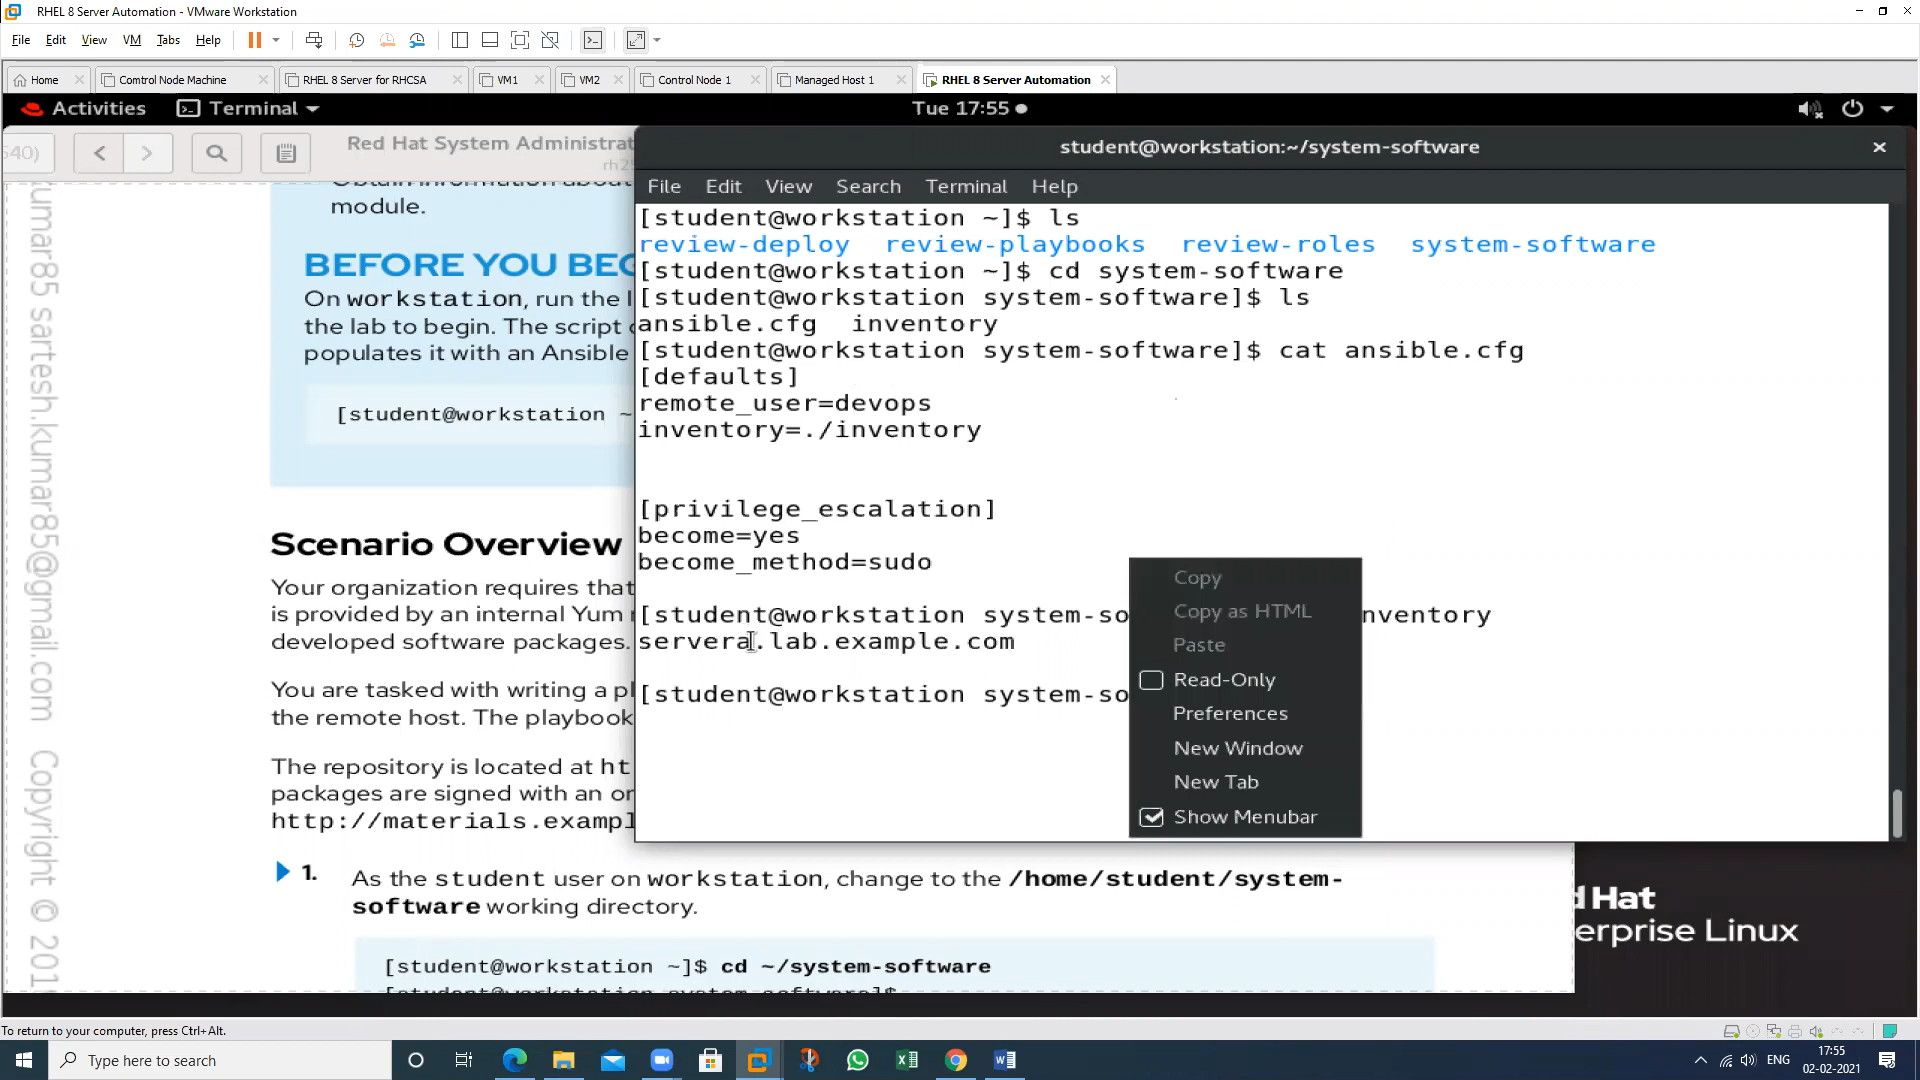 RHEL 8 Server Automation - VMware Workstation
File Edit View VM Tabs Help
Home Comtrol Node Machine RHEL 8 Server for RHCSA VM1 VM2 Control Node 1 Managed Host 1 RHEL 8 Server Automation
Activities Terminal Tue 17:55
540)
Red Hat System Administra
student@workstation:~/system-software
File Edit View Search Terminal Help
[student@workstation ~]$ ls
review-deploy review-playbooks review-roles system-software
[student@workstation ~]$ cd system-software
[student@workstation system-software]$ ls
ansible.cfg inventory
[student@workstation system-software]$ cat ansible.cfg
[defaults]
remote_user=devops
inventory=./inventory
[privilege_escalation]
become=yes
become_method=sudo
[student@workstation system-so nventory
servera.lab.example.com
[student@workstation system-so
Copy
Copy as HTML
Paste
Read-Only
Preferences
New Window
New Tab
Show Menubar
module.
BEFORE YOU BEG
On workstation, run the l
the lab to begin. The script
populates it with an Ansible
[student@workstation ~
Scenario Overview
Your organization requires that
is provided by an internal Yum
developed software packages.
You are tasked with writing a pl
the remote host. The playbook
The repository is located at ht
packages are signed with an or
http://materials.exampl
1. As the student user on workstation, change to the /home/student/system-
software working directory.
[student@workstation ~]$ cd ~/system-software
umar85 sartesh.kumar85@gmail.com Copyright © 201
d Hat
erprise Linux
To return to your computer, press Ctrl+Alt.
Type here to search
ENG
17:55
02-02-2021